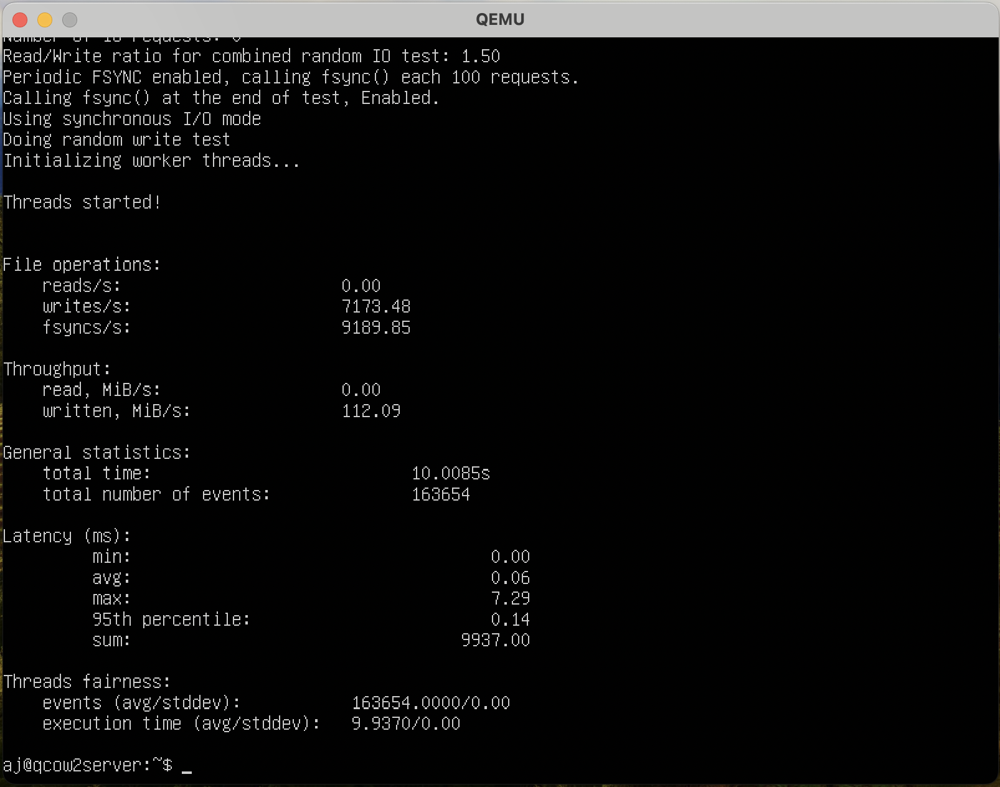 QEMU
Number of IO requests: 0
Read/Write ratio for combined random IO test: 1.50
Periodic FSYNC enabled, calling fsync() each 100 requests.
Calling fsync() at the end of test, Enabled.
Using synchronous I/O mode
Doing random write test
Initializing worker threads...
Threads started!
File operations:
reads/s: 0.00
writes/s: 7173.48
fsyncs/s: 9189.85
Throughput:
read, MiB/s: 0.00
written, MiB/s: 112.09
General statistics:
total time: 10.0085s
total number of events: 163654
Latency (ms):
min: 0.00
avg: 0.06
max: 7.29
95th percentile: 0.14
sum: 9937.00
Threads fairness:
events (avg/stddev): 163654.0000/0.00
execution time (avg/stddev): 9.9370/0.00
aj@qcow2server:~$ _